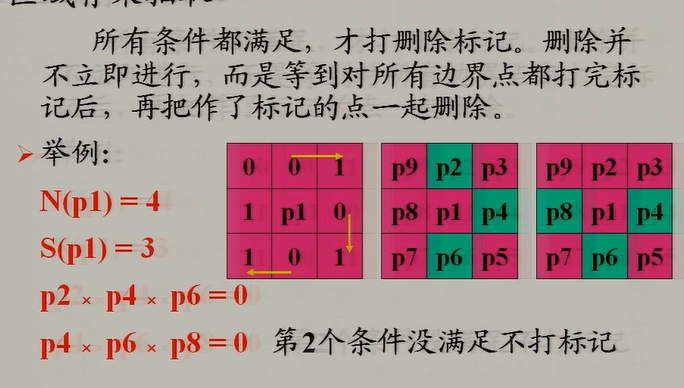 所有条件都满足，才打删除标记。删除并
不立即进行，而是等到对所有边界点都打完标
记后，再把作了标记的点一起删除。
举例:
0 0 1 p9 p2 p3 p9 p2 p3
N(p1) = 4
1 p1 0 p8 p1 p4 p8 p1 p4
S(p1) = 3
1 0 1 p7 p6 p5 p7 p6 p5
p2 × p4 × p6 = 0
p4 × p6 × p8 = 0 第2个条件没满足不打标记